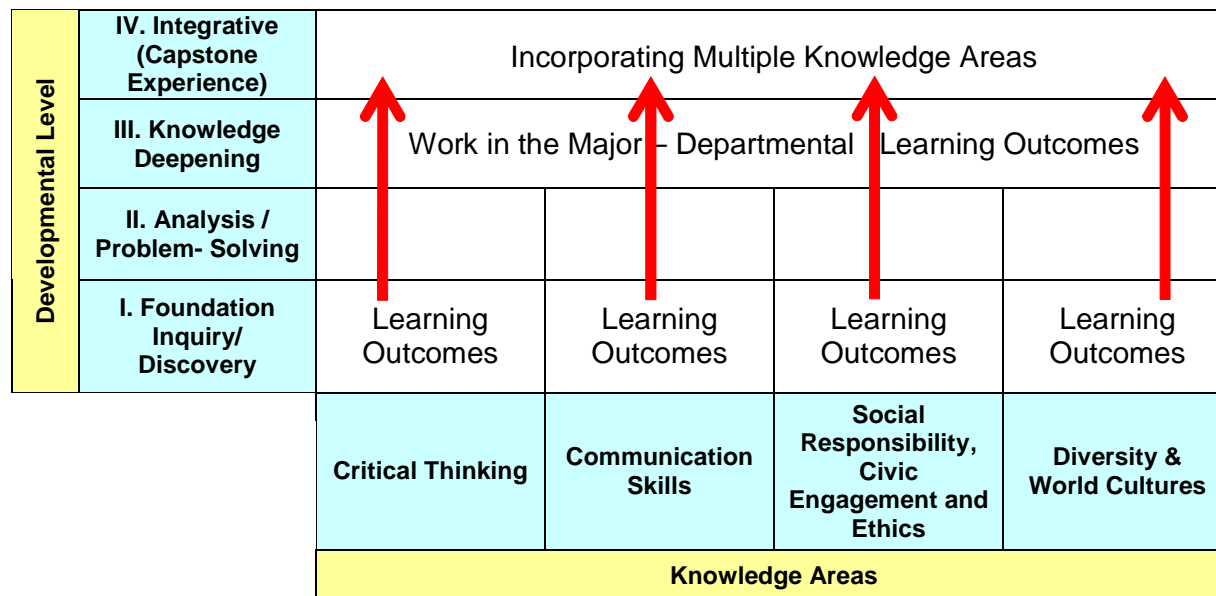 Developmental Level
IV. Integrative
(Capstone
Experience)
Incorporating Multiple Knowledge Areas
III. Knowledge
Deepening
Work in the Major – Departmental Learning Outcomes
II. Analysis /
Problem- Solving
I. Foundation
Inquiry/
Discovery
Learning
Outcomes
Learning
Outcomes
Learning
Outcomes
Learning
Outcomes
Critical Thinking
Communication
Skills
Social
Responsibility,
Civic
Engagement and
Ethics
Diversity &
World Cultures
Knowledge Areas